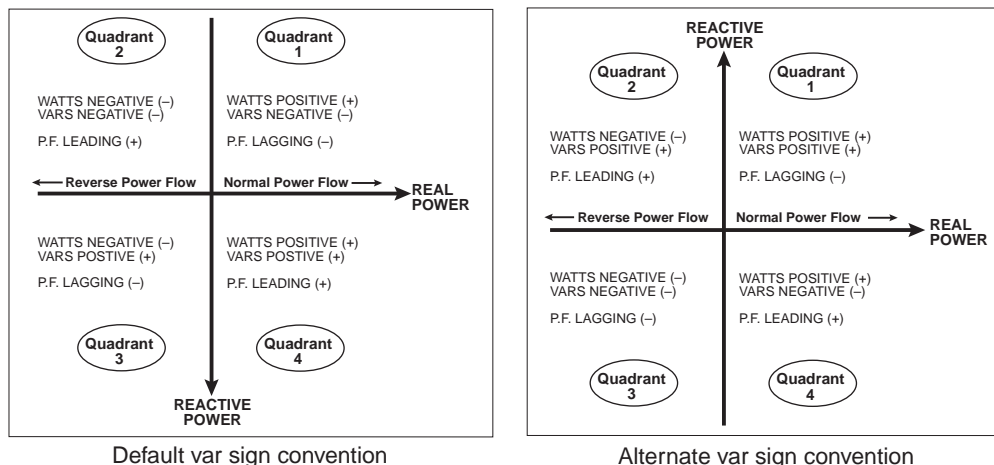 Quadrant
2
Quadrant
1
WATTS NEGATIVE (–)
VARS NEGATIVE (–)
P.F. LEADING (+)
WATTS POSITIVE (+)
VARS NEGATIVE (–)
P.F. LAGGING (–)
Reverse Power Flow
Normal Power Flow
REAL
POWER
WATTS NEGATIVE (–)
VARS POSTIVE (+)
P.F. LAGGING (–)
WATTS POSITIVE (+)
VARS POSTIVE (+)
P.F. LEADING (+)
Quadrant
3
Quadrant
4
REACTIVE
POWER
Default var sign convention
REACTIVE
POWER
Quadrant
2
Quadrant
1
WATTS NEGATIVE (–)
VARS POSITIVE (+)
P.F. LEADING (+)
WATTS POSITIVE (+)
VARS POSITIVE (+)
P.F. LAGGING (–)
Reverse Power Flow
Normal Power Flow
REAL
POWER
WATTS NEGATIVE (–)
VARS NEGATIVE (–)
P.F. LAGGING (–)
WATTS POSITIVE (+)
VARS NEGATIVE (–)
P.F. LEADING (+)
Quadrant
3
Quadrant
4
Alternate var sign convention